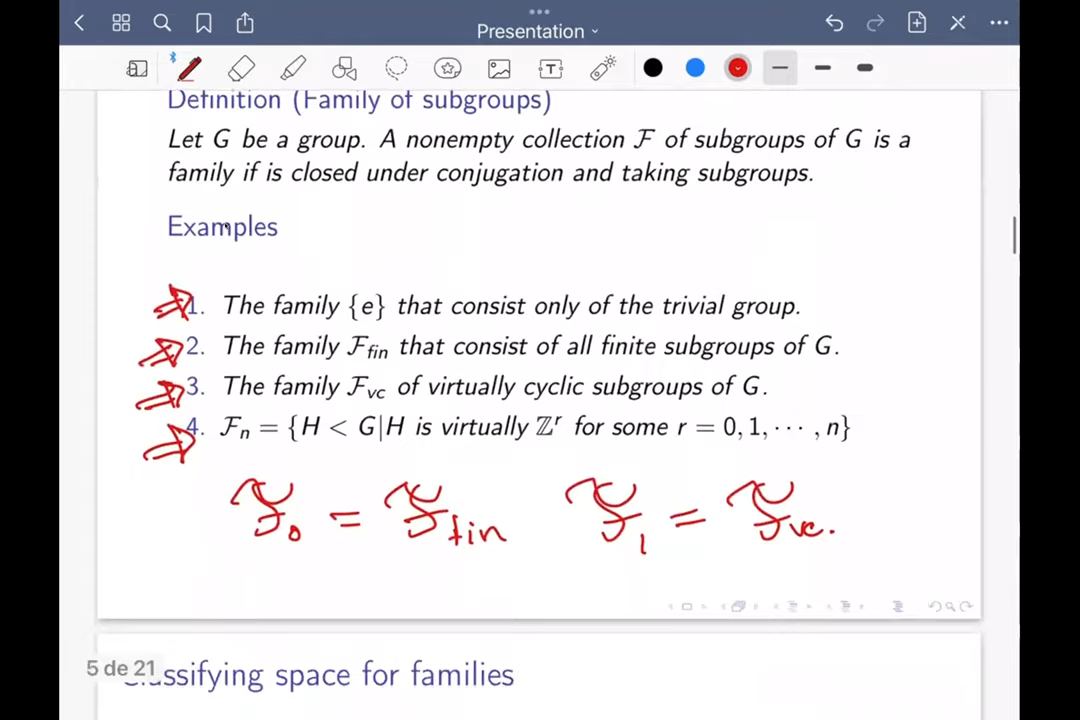 Presentation
Definition (Family of subgroups)
Let G be a group. A nonempty collection ℱ of subgroups of G is a
family if is closed under conjugation and taking subgroups.
Examples
1. The family {e} that consist only of the trivial group.
2. The family ℱ_fin that consist of all finite subgroups of G.
3. The family ℱ_vc of virtually cyclic subgroups of G.
4. ℱ_n = {H < G|H is virtually ℤ^r for some r = 0, 1, ⋯ , n}
ℱ_0 = ℱ_fin ℱ_1 = ℱ_vc.
5 de 21
Classifying space for families